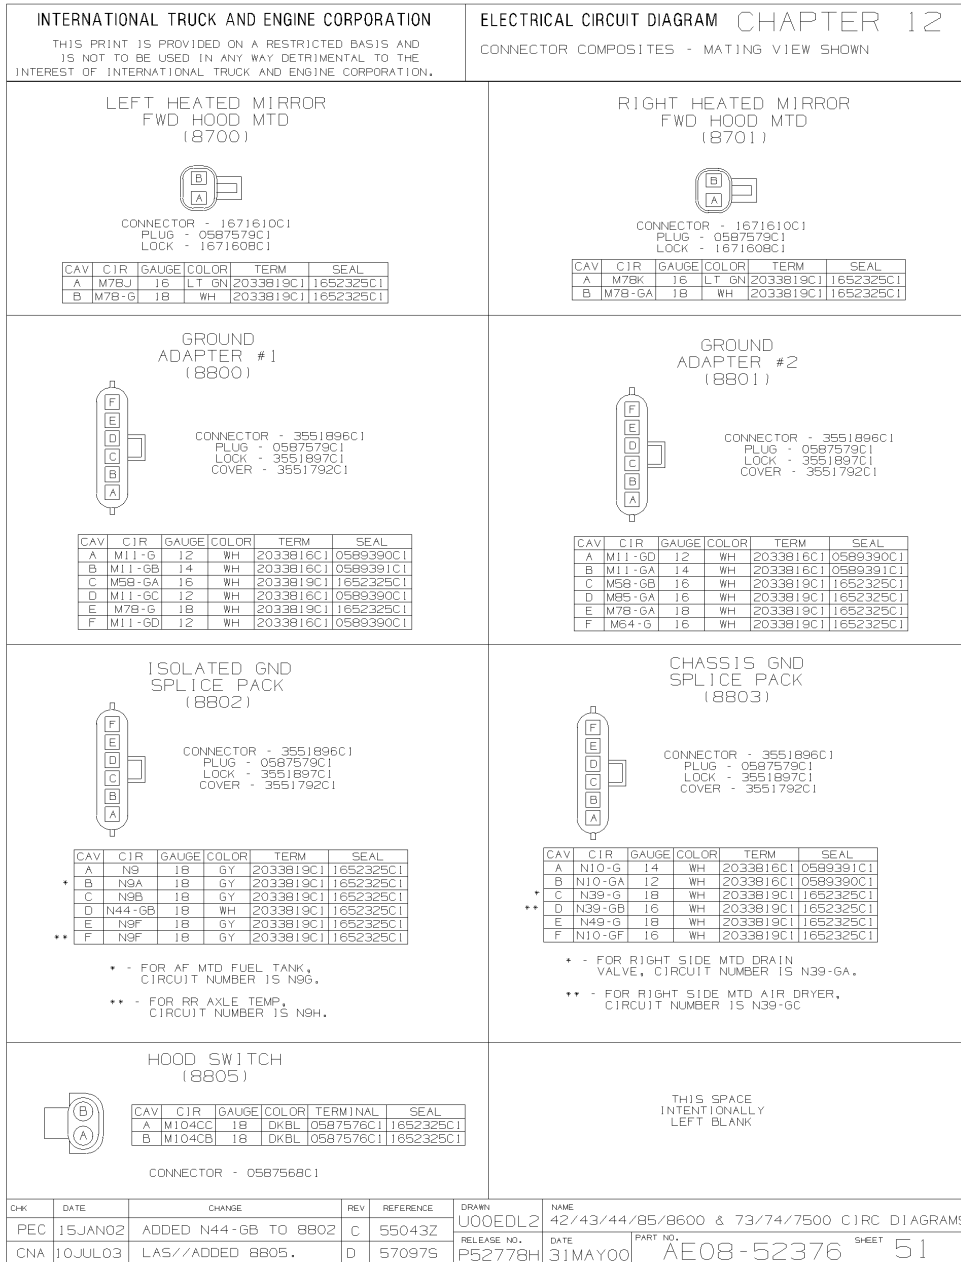 INTERNATIONAL TRUCK AND ENGINE CORPORATION
THIS PRINT IS PROVIDED ON A RESTRICTED BASIS AND
IS NOT TO BE USED IN ANY WAY DETRIMENTAL TO THE
INTEREST OF INTERNATIONAL TRUCK AND ENGINE CORPORATION.
ELECTRICAL CIRCUIT DIAGRAM CHAPTER 12
CONNECTOR COMPOSITES - MATING VIEW SHOWN
LEFT HEATED MIRROR
FWD HOOD MTD
(8700)
B
A
CONNECTOR - 1671610C1
PLUG - 0587579C1
LOCK - 1671608C1
CAV CIR GAUGE COLOR TERM SEAL
A M78J 16 LT GN 2033819C1 1652325C1
B M78-G 18 WH 2033819C1 1652325C1
RIGHT HEATED MIRROR
FWD HOOD MTD
(8701)
B
A
CONNECTOR - 1671610C1
PLUG - 0587579C1
LOCK - 1671608C1
CAV CIR GAUGE COLOR TERM SEAL
A M78K 16 LT GN 2033819C1 1652325C1
B M78-GA 18 WH 2033819C1 1652325C1
GROUND
ADAPTER #1
(8800)
F
E
D
C
B
A
CONNECTOR - 3551896C1
PLUG - 0587579C1
LOCK - 3551897C1
COVER - 3551792C1
CAV CIR GAUGE COLOR TERM SEAL
A M11-G 12 WH 2033816C1 0589390C1
B M11-GB 14 WH 2033816C1 0589391C1
C M58-GA 16 WH 2033819C1 1652325C1
D M11-GC 12 WH 2033816C1 0589390C1
E M78-G 18 WH 2033819C1 1652325C1
F M11-GD 12 WH 2033816C1 0589390C1
GROUND
ADAPTER #2
(8801)
F
E
D
C
B
A
CONNECTOR - 3551896C1
PLUG - 0587579C1
LOCK - 3551897C1
COVER - 3551792C1
CAV CIR GAUGE COLOR TERM SEAL
A M11-GD 12 WH 2033816C1 0589390C1
B M11-GA 14 WH 2033816C1 0589391C1
C M58-GB 16 WH 2033819C1 1652325C1
D M85-GA 16 WH 2033819C1 1652325C1
E M78-GA 18 WH 2033819C1 1652325C1
F M64-G 16 WH 2033819C1 1652325C1
ISOLATED GND
SPLICE PACK
(8802)
F
E
D
C
B
A
CONNECTOR - 3551896C1
PLUG - 0587579C1
LOCK - 3551897C1
COVER - 3551792C1
CAV CIR GAUGE COLOR TERM SEAL
A N9 18 GY 2033819C1 1652325C1
* B N9A 18 GY 2033819C1 1652325C1
C N9B 18 GY 2033819C1 1652325C1
D N44-GB 18 WH 2033819C1 1652325C1
E N9F 18 GY 2033819C1 1652325C1
** F N9F 18 GY 2033819C1 1652325C1
* - FOR AF MTD FUEL TANK,
CIRCUIT NUMBER IS N9G.
** - FOR RR AXLE TEMP,
CIRCUIT NUMBER IS N9H.
CHASSIS GND
SPLICE PACK
(8803)
F
E
D
C
B
A
CONNECTOR - 3551896C1
PLUG - 0587579C1
LOCK - 3551897C1
COVER - 3551792C1
CAV CIR GAUGE COLOR TERM SEAL
A N10-G 14 WH 2033816C1 0589391C1
B N10-GA 12 WH 2033816C1 0589390C1
* C N39-G 18 WH 2033819C1 1652325C1
** D N39-GB 16 WH 2033819C1 1652325C1
E N49-G 18 WH 2033819C1 1652325C1
F N10-GF 16 WH 2033819C1 1652325C1
* - FOR RIGHT SIDE MTD DRAIN
VALVE, CIRCUIT NUMBER IS N39-GA.
** - FOR RIGHT SIDE MTD AIR DRYER,
CIRCUIT NUMBER IS N39-GC
HOOD SWITCH
(8805)
B
A
CAV CIR GAUGE COLOR TERMINAL SEAL
A M104CC 18 DKBL 0587576C1 1652325C1
B M104CB 18 DKBL 0587576C1 1652325C1
CONNECTOR - 0587568C1
THIS SPACE
INTENTIONALLY
LEFT BLANK
CHK DATE CHANGE REV REFERENCE
PEC 15JAN02 ADDED N44-GB TO 8802 C 55043Z
CNA 10JUL03 LAS//ADDED 8805. D 57097S
DRAWN U00EDL2
NAME 42/43/44/85/8600 & 73/74/7500 CIRC DIAGRAMS
RELEASE NO. P52778H
DATE 31MAY00
PART NO. AE08-52376
SHEET 51